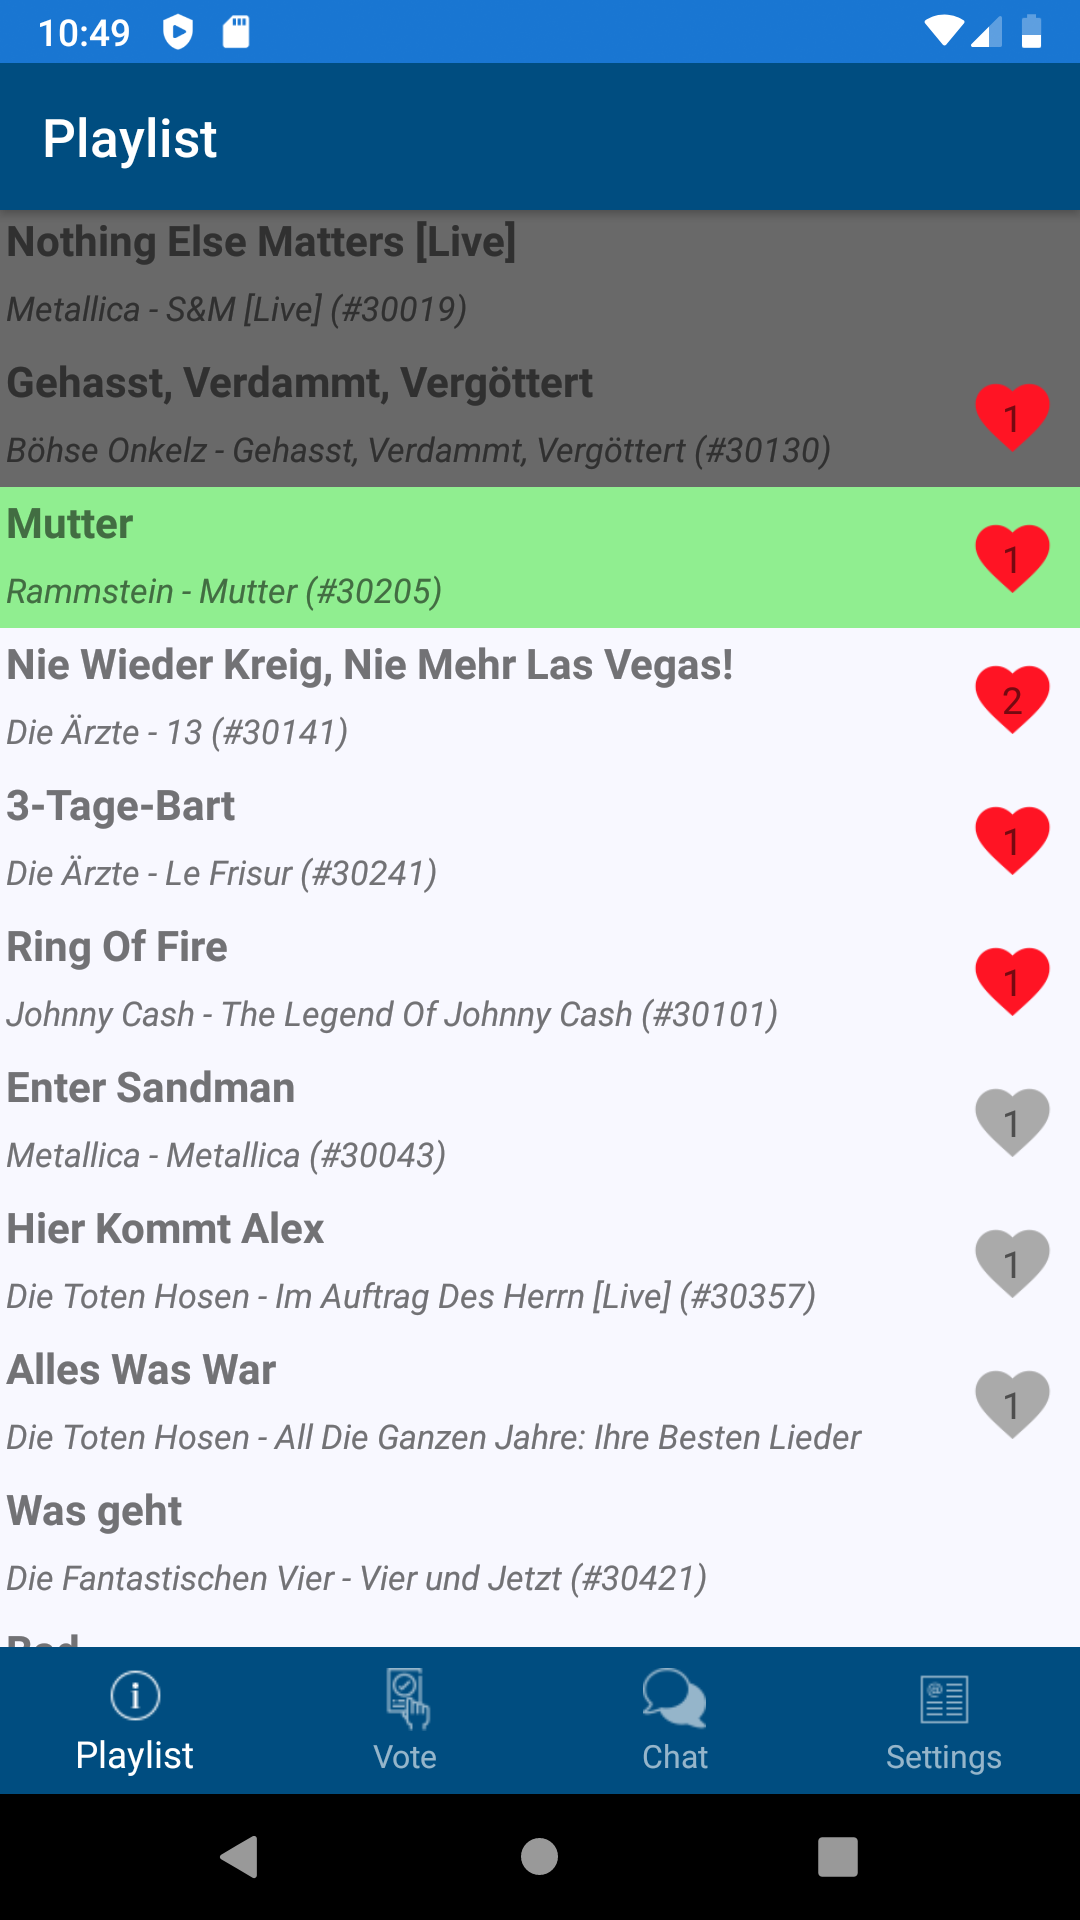 10:49
Playlist
Nothing Else Matters [Live]
Metallica - S&M [Live] (#30019)
Gehasst, Verdammt, Vergöttert
1
Böhse Onkelz - Gehasst, Verdammt, Vergöttert (#30130)
Mutter
1
Rammstein - Mutter (#30205)
Nie Wieder Kreig, Nie Mehr Las Vegas!
2
Die Ärzte - 13 (#30141)
3-Tage-Bart
1
Die Ärzte - Le Frisur (#30241)
Ring Of Fire
1
Johnny Cash - The Legend Of Johnny Cash (#30101)
Enter Sandman
1
Metallica - Metallica (#30043)
Hier Kommt Alex
1
Die Toten Hosen - Im Auftrag Des Herrn [Live] (#30357)
Alles Was War
1
Die Toten Hosen - All Die Ganzen Jahre: Ihre Besten Lieder
Was geht
Die Fantastischen Vier - Vier und Jetzt (#30421)
Playlist
Vote
Chat
Settings